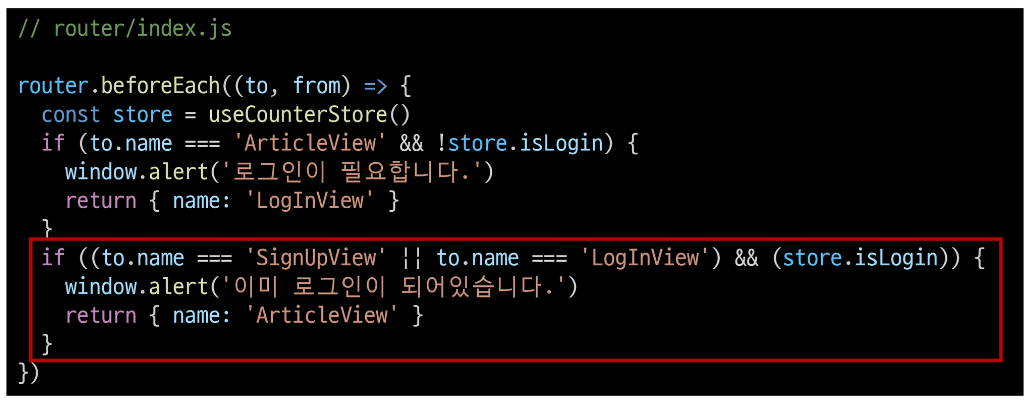 // router/index.js
router.beforeEach((to, from) => {
const store = useCounterStore()
if (to.name === 'ArticleView' && !store.isLogin) {
window.alert('로그인이 필요합니다.')
return { name: 'LogInView' }
}
if ((to.name === 'SignUpView' || to.name === 'LogInView') && (store.isLogin)) {
window.alert('이미 로그인이 되어있습니다.')
return { name: 'ArticleView' }
}
})